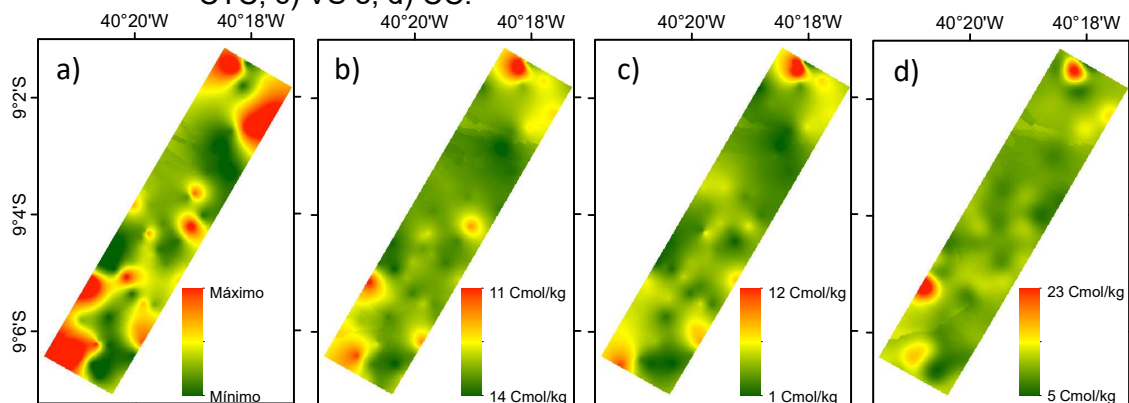 40°20'W 40°18'W 40°20'W 40°18'W 40°20'W 40°18'W 40°20'W 40°18'W
a) b) c) d)
9°2'S
9°4'S
9°6'S
Máximo 11 Cmol/kg 12 Cmol/kg 23 Cmol/kg
Mínimo 14 Cmol/kg 1 Cmol/kg 5 Cmol/kg